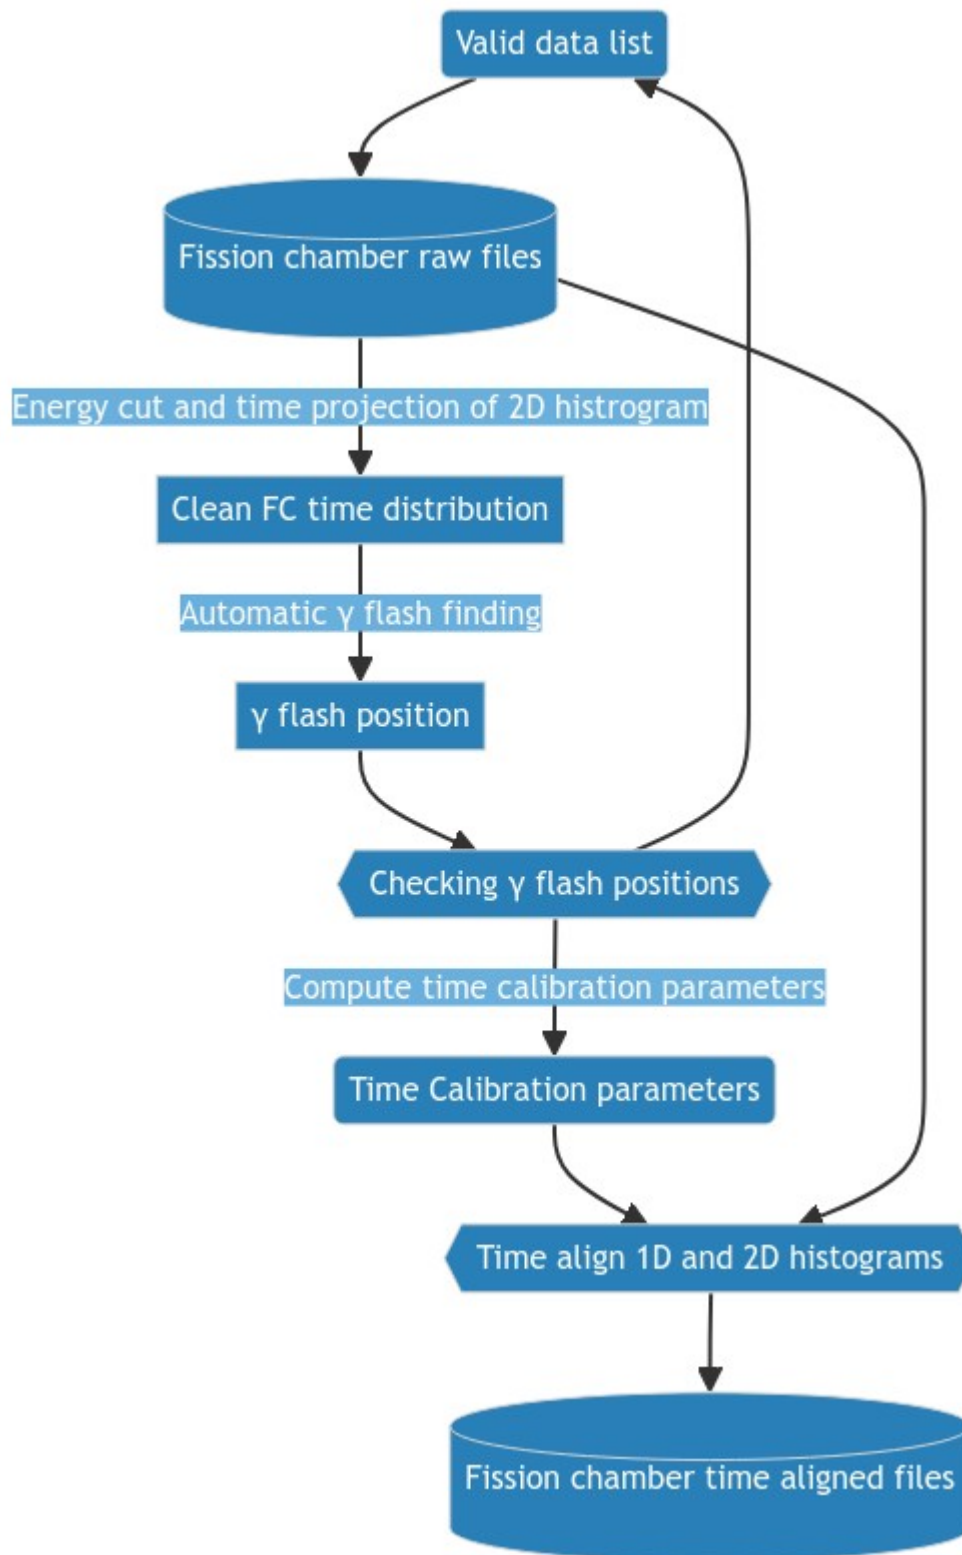 Valid data list
Fission chamber raw files
Energy cut and time projection of 2D histrogram
Clean FC time distribution
Automatic γ flash finding
γ flash position
Checking γ flash positions
Compute time calibration parameters
Time Calibration parameters
Time align 1D and 2D histograms
Fission chamber time aligned files